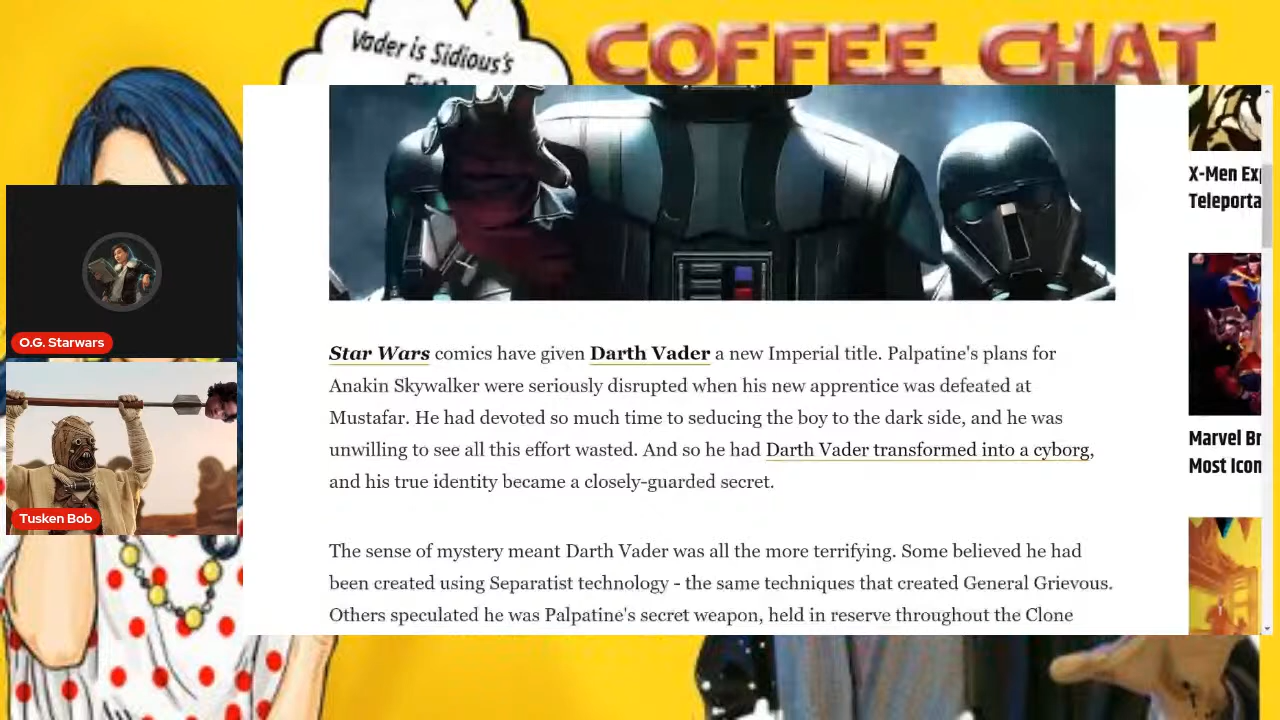 Vader is Sidious's
COFFEE CHAT
X-Men
Teleporta
O.G. Starwars
Star Wars comics have given Darth Vader a new Imperial title. Palpatine's plans for
Anakin Skywalker were seriously disrupted when his new apprentice was defeated at
Mustafar. He had devoted so much time to seducing the boy to the dark side, and he was
unwilling to see all this effort wasted. And so he had Darth Vader transformed into a cyborg,
and his true identity became a closely-guarded secret.
Marvel Br
Most Icon
Tusken Bob
The sense of mystery meant Darth Vader was all the more terrifying. Some believed he had
been created using Separatist technology - the same techniques that created General Grievous.
Others speculated he was Palpatine's secret weapon, held in reserve throughout the Clone